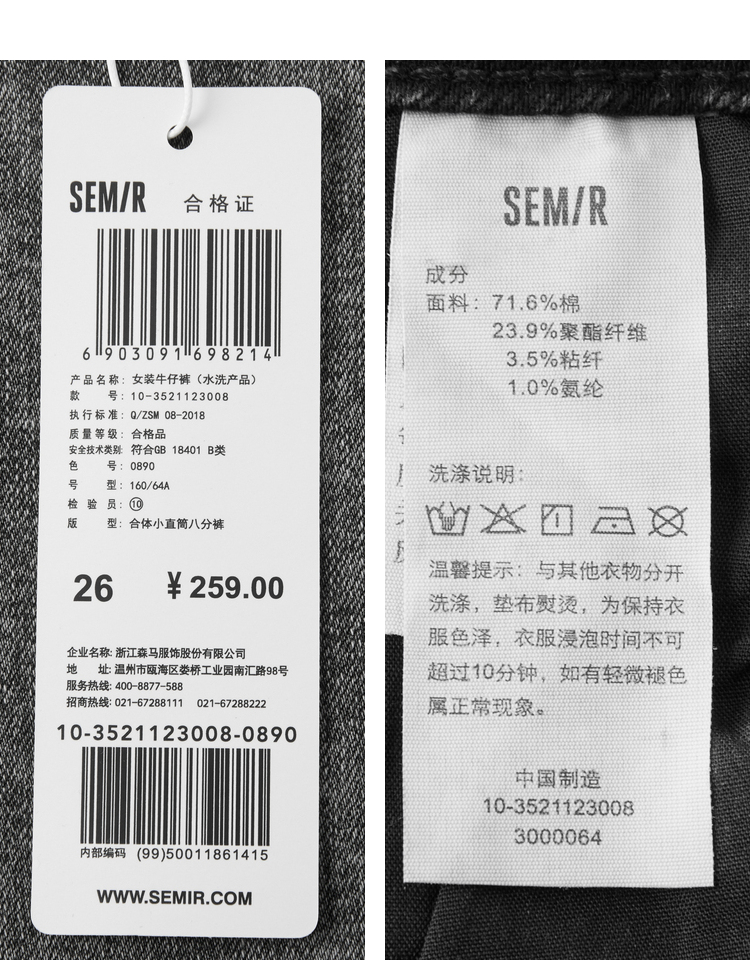 SEMIR 合格证
6 903091 698214
产品名称：女装牛仔裤（水洗产品）
款 号：10-3521123008
执行标准：Q/ZSM 08-2018
质量等级：合格品
安全技术类别：符合GB 18401 B类
色 号：0890
号 型：160/64A
检 验 员：⑩
版 型：合体小直筒八分裤
26 ¥259.00
企业名称：浙江森马服饰股份有限公司
地 址：温州市瓯海区娄桥工业园南汇路98号
服务热线：400-8877-588
招商热线：021-67288111 021-67288222
10-3521123008-0890
内部编码 (99)50011861415
WWW.SEMIR.COM
SEMIR
成分
面料：71.6%棉
23.9%聚酯纤维
3.5%粘纤
1.0%氨纶
洗涤说明：
温馨提示：与其他衣物分开
洗涤，垫布熨烫，为保持衣
服色泽，衣服浸泡时间不可
超过10分钟，如有轻微褪色
属正常现象。
中国制造
10-3521123008
3000064